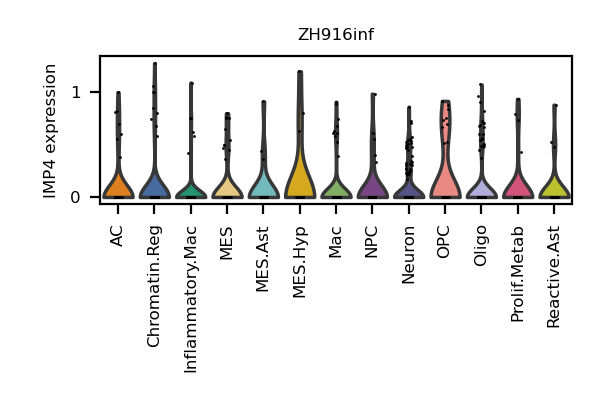 ZH916inf
IMP4 expression
1
0
AC
Chromatin.Reg
Inflammatory.Mac
MES
MES.Ast
MES.Hyp
Mac
NPC
Neuron
OPC
Oligo
Prolif.Metab
Reactive.Ast